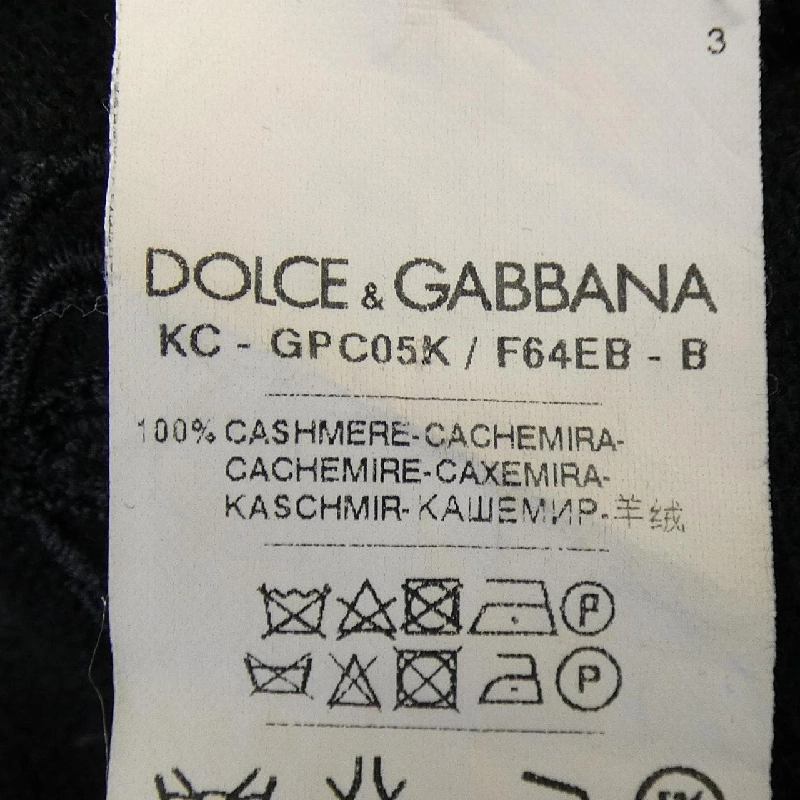 3
DOLCE & GABBANA
KC - GPC05K / F64EB - B
100% CASHMERE-CACHEMIRA-
CACHEMIRE-CAXEMIRA-
KASCHMIR-КАШЕМИР-羊绒
P
P